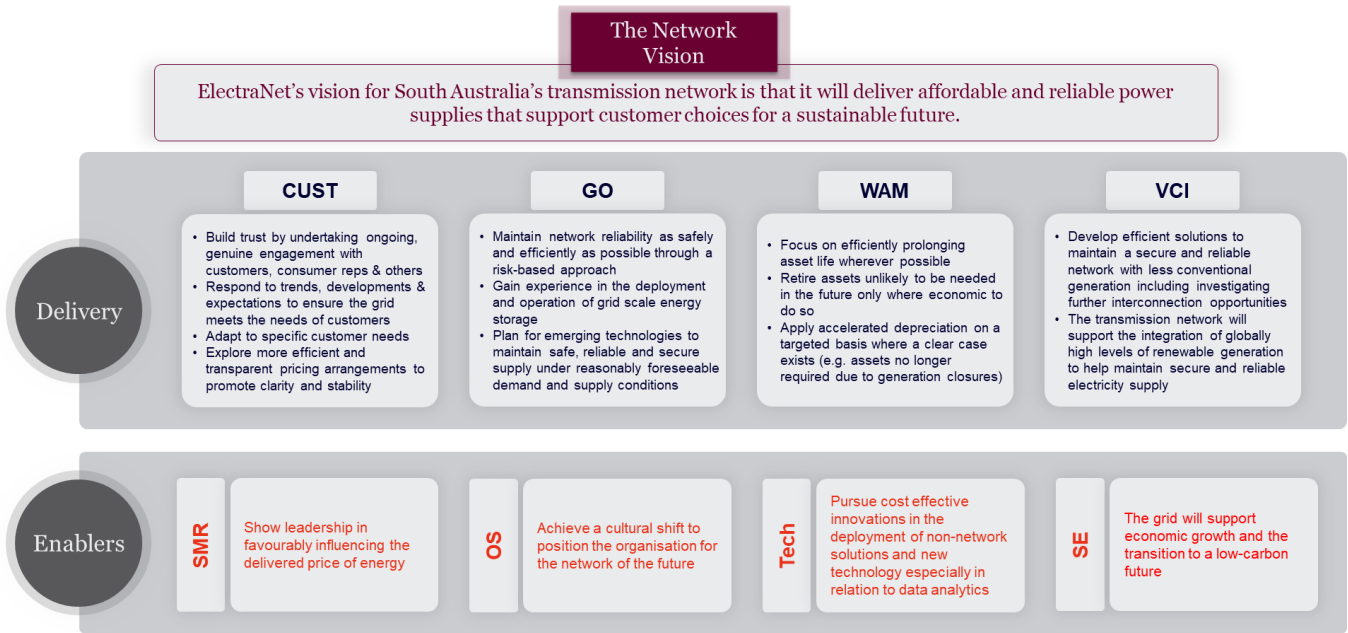 The Network
Vision
ElectraNet's vision for South Australia's transmission network is that it will deliver affordable and reliable power
supplies that support customer choices for a sustainable future.
Delivery
CUST
• Build trust by undertaking ongoing,
genuine engagement with
customers, consumer reps & others
• Respond to trends, developments &
expectations to ensure the grid
meets the needs of customers
• Adapt to specific customer needs
• Explore more efficient and
transparent pricing arrangements to
promote clarity and stability
GO
• Maintain network reliability as safely
and efficiently as possible through a
risk-based approach
• Gain experience in the deployment
and operation of grid scale energy
storage
• Plan for emerging technologies to
maintain safe, reliable and secure
supply under reasonably foreseeable
demand and supply conditions
WAM
• Focus on efficiently prolonging
asset life wherever possible
• Retire assets unlikely to be needed
in the future only where economic to
do so
• Apply accelerated depreciation on a
targeted basis where a clear case
exists (e.g. assets no longer
required due to generation closures)
VCI
• Develop efficient solutions to
maintain a secure and reliable
network with less conventional
generation including investigating
further interconnection opportunities
• The transmission network will
support the integration of globally
high levels of renewable generation
to help maintain secure and reliable
electricity supply
Enablers
SMR
Show leadership in
favourably influencing the
delivered price of energy
OS
Achieve a cultural shift to
position the organisation for
the network of the future
Tech
Pursue cost effective
innovations in the
deployment of non-network
solutions and new
technology especially in
relation to data analytics
SE
The grid will support
economic growth and the
transition to a low-carbon
future